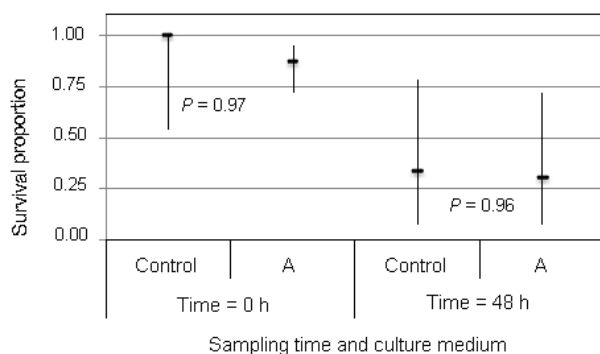 1.00
0.75
0.50
0.25
0.00
Survival proportion
P = 0.97
P = 0.96
Control A Control A
Time = 0 h Time = 48 h
Sampling time and culture medium